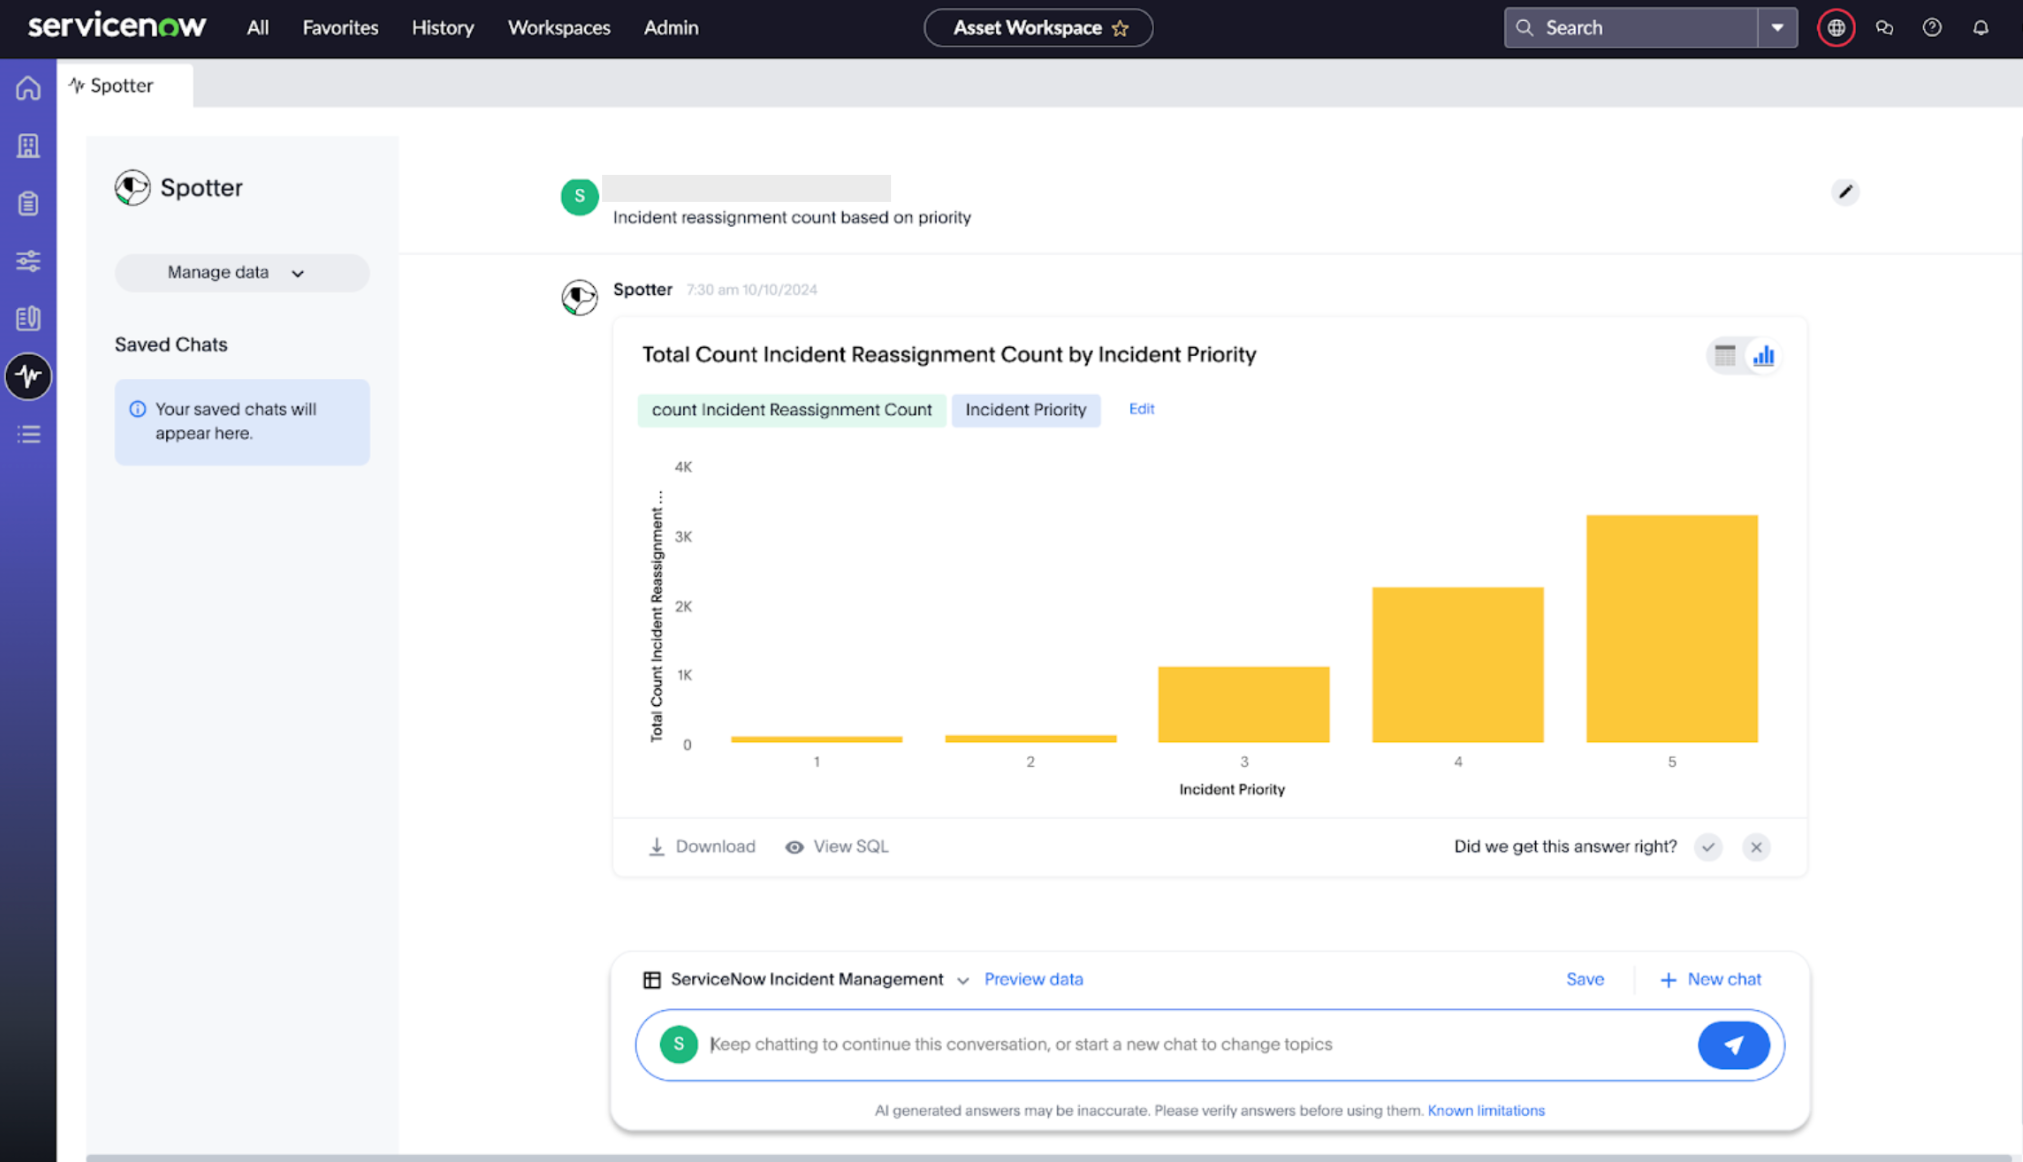 servicenow
All
Favorites
History
Workspaces
Admin
Asset Workspace
Search
Spotter
Spotter
Manage data
Saved Chats
Your saved chats will
appear here.
S
Incident reassignment count based on priority
Spotter 7:30 am 10/10/2024
Total Count Incident Reassignment Count by Incident Priority
count Incident Reassignment Count
Incident Priority
Edit
Total Count Incident Reassignment ...
4K
3K
2K
1K
0
1
2
3
4
5
Incident Priority
Download
View SQL
Did we get this answer right?
ServiceNow Incident Management
Preview data
Save
New chat
S
Keep chatting to continue this conversation, or start a new chat to change topics
AI generated answers may be inaccurate. Please verify answers before using them. Known limitations